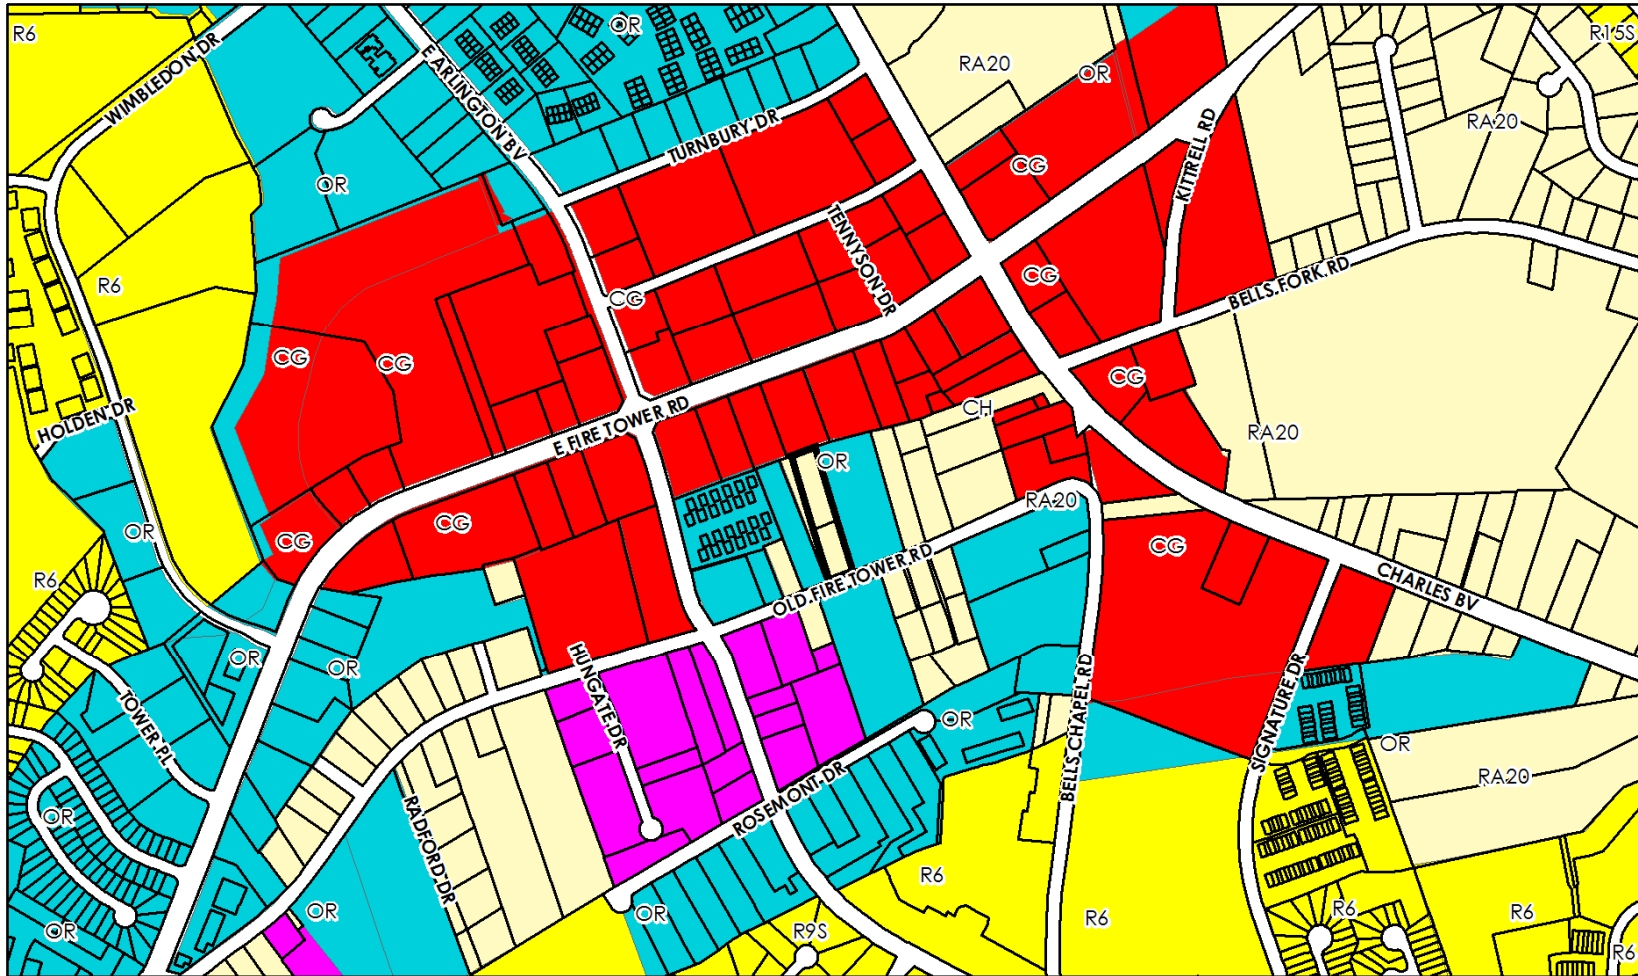 R6
OR
R15S
WIMBLEDON DR
E ARLINGTON BV
RA20
OR
TURNBURY DR
RA20
KITTRELL RD
CG
OR
TENNYSON DR
R6
CG
CG
BELLS FORK RD
CG
CG
CG
HOLDEN DR
E FIRE TOWER RD
CH
RA20
OR
CG
RA20
OR
CG
CG
CG
R6
OLD FIRE TOWER RD
CHARLES BV
OR
OR
HUNGATE DR
BELLS CHAPEL RD
SIGNATURE DR
TOWER PL
OR
OR
RA20
ROSEMONT DR
RADFORD DR
OR
R6
OR
OR
OR
R9S
R6
R6
R6
R6